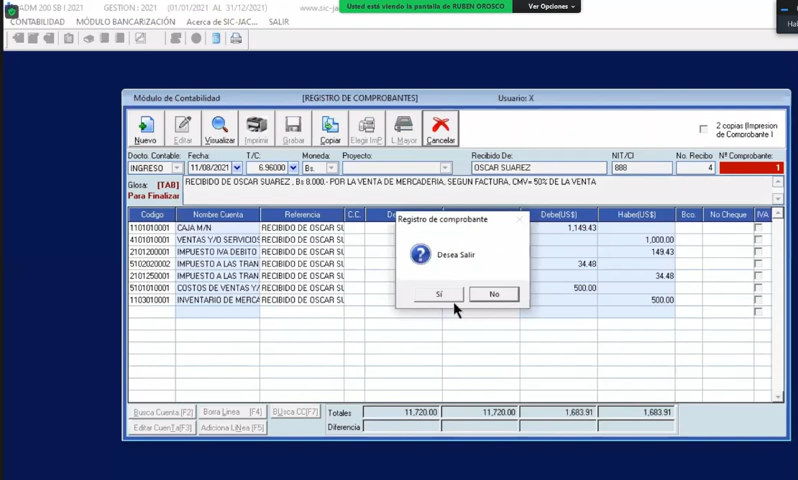 ADM 200 SB | 2021 GESTION : 2021 (01/01/2021 AL 31/12/2021) www.sic-ja
Usted está viendo la pantalla de RUBEN OROSCO Ver Opciones
CONTABILIDAD MÓDULO BANCARIZACIÓN Acerca de SIC-JAC... SALIR
Módulo de Contabilidad [REGISTRO DE COMPROBANTES] Usuario: X
Nuevo Editar Visualizar Imprimir Grabar Copiar Elegir ImP L.Mayor Cancelar
2 copias (Impresion
de Comprobante 1
Docto. Contable: Fecha: T/C: Moneda: Proyecto: Recibido De: NIT/CI No. Recibo Nº Comprobante:
INGRESO 11/08/2021 6.96000 Bs. OSCAR SUAREZ 888 4 1
Glosa: [TAB] RECIBIDO DE OSCAR SUAREZ , Bs 8.000.- POR LA VENTA DE MERCADERIA, SEGUN FACTURA, CMV= 50% DE LA VENTA
Para Finalizar
Codigo Nombre Cuenta Referencia C.C. De Debe(US$) Haber(US$) Bco. No Cheque IVA
1101010001 CAJA M/N RECIBIDO DE OSCAR SU 1,149.43
4101010001 VENTAS Y/O SERVICIOS RECIBIDO DE OSCAR SU 1,000.00
2101200001 IMPUESTO IVA DEBITO RECIBIDO DE OSCAR SU 149.43
5102020002 IMPUESTO A LAS TRAN RECIBIDO DE OSCAR SU 34.48
2101250001 IMPUESTO A LAS TRAN RECIBIDO DE OSCAR SU 34.48
5101010001 COSTOS DE VENTAS Y/ RECIBIDO DE OSCAR SU 500.00
1103010001 INVENTARIO DE MERCA RECIBIDO DE OSCAR SU 500.00
Registro de comprobante
Desea Salir
Sí No
Busca Cuenta [F2] Borra Linea [F4] BUsca CC[F7] Totales 11,720.00 11,720.00 1,683.91 1,683.91
Editar CuenTa[F3] Adiciona LiNea [F5] Diferencia